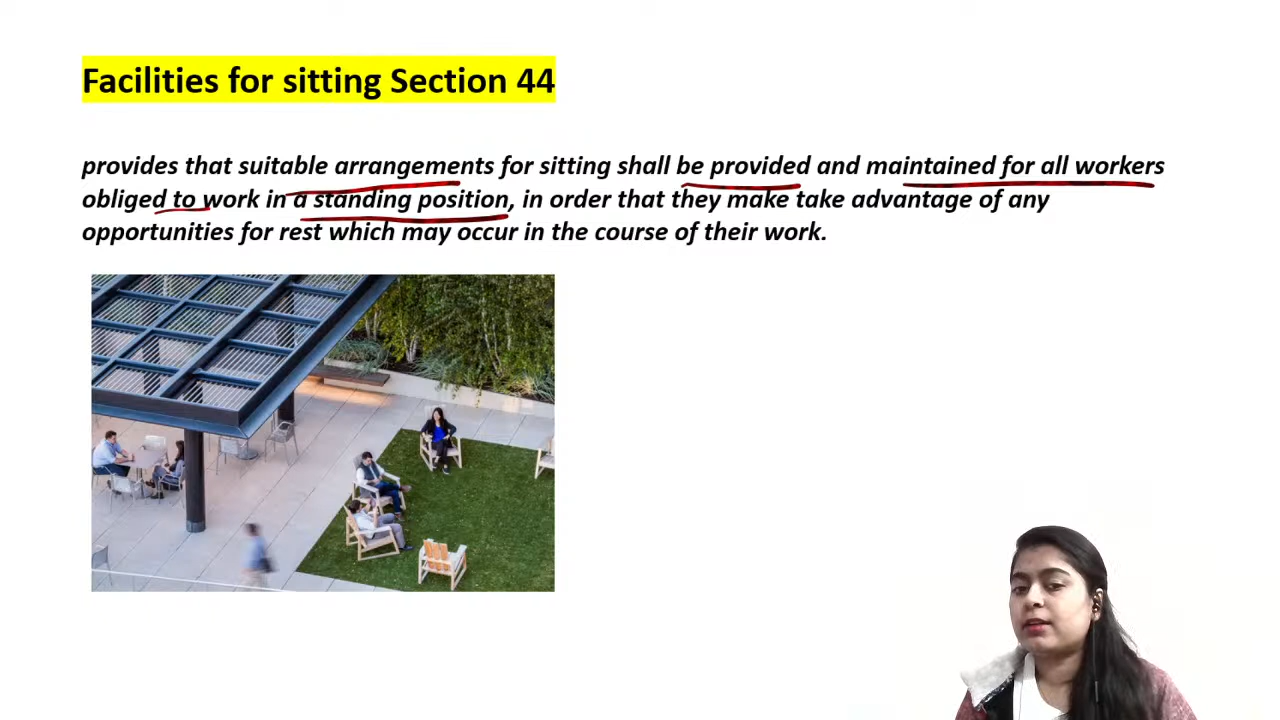 Facilities for sitting Section 44
provides that suitable arrangements for sitting shall be provided and maintained for all workers
obliged to work in a standing position, in order that they make take advantage of any
opportunities for rest which may occur in the course of their work.